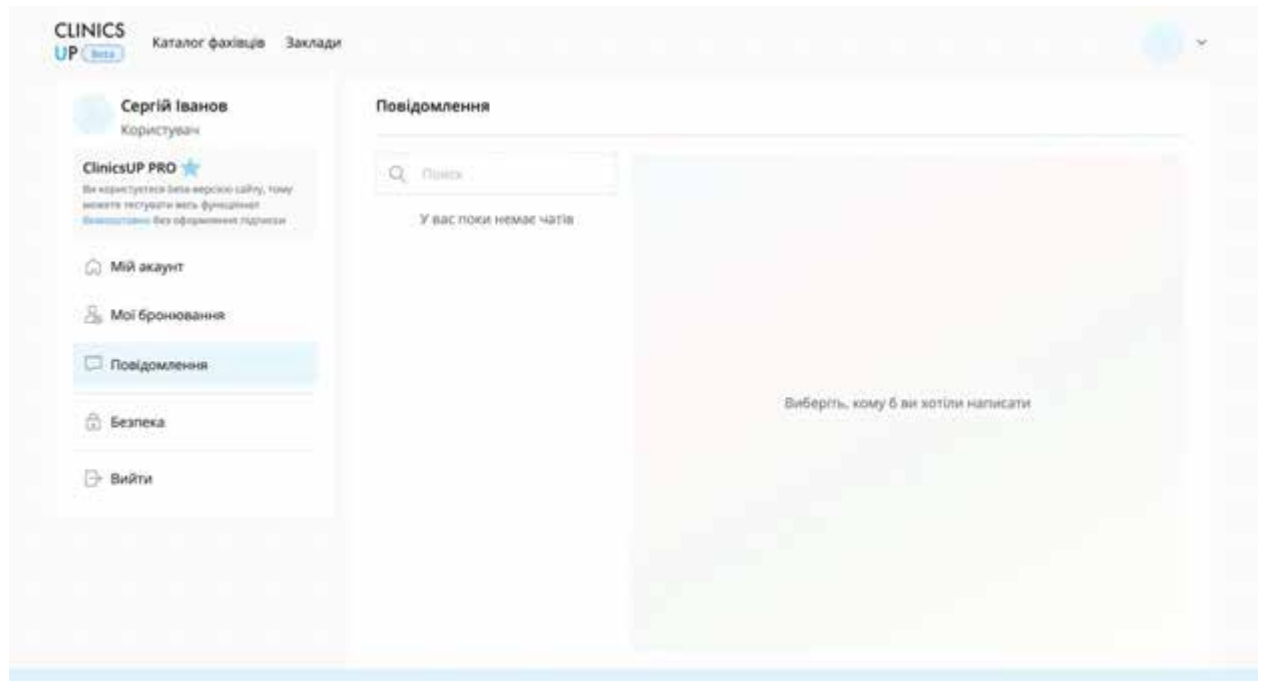 CLINICS
UP Beta
Каталог фахівців Заклади
Сергій Іванов
Користувач
ClinicsUP PRO
Ви користуєтеся beta-версією сайту, тому
можете тестувати весь функціонал
безкоштовно без оформлення підписки
Мій акаунт
Мої бронювання
Повідомлення
Безпека
Вийти
Повідомлення
Поиск
У вас поки немає чатів
Виберіть, кому б ви хотіли написати